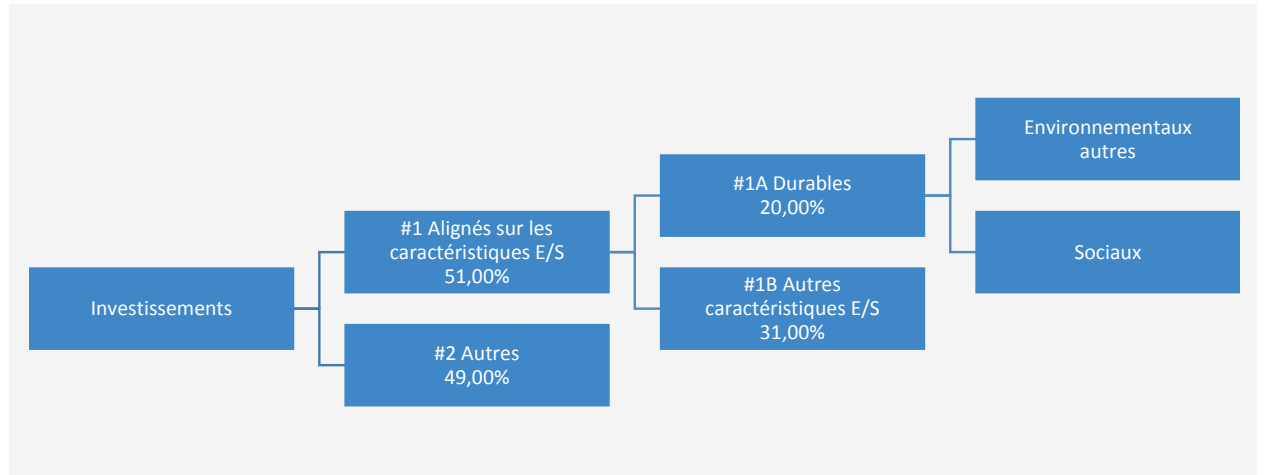 Investissements
#1 Alignés sur les
caractéristiques E/S
51,00%
#2 Autres
49,00%
#1A Durables
20,00%
#1B Autres
caractéristiques E/S
31,00%
Environnementaux
autres
Sociaux